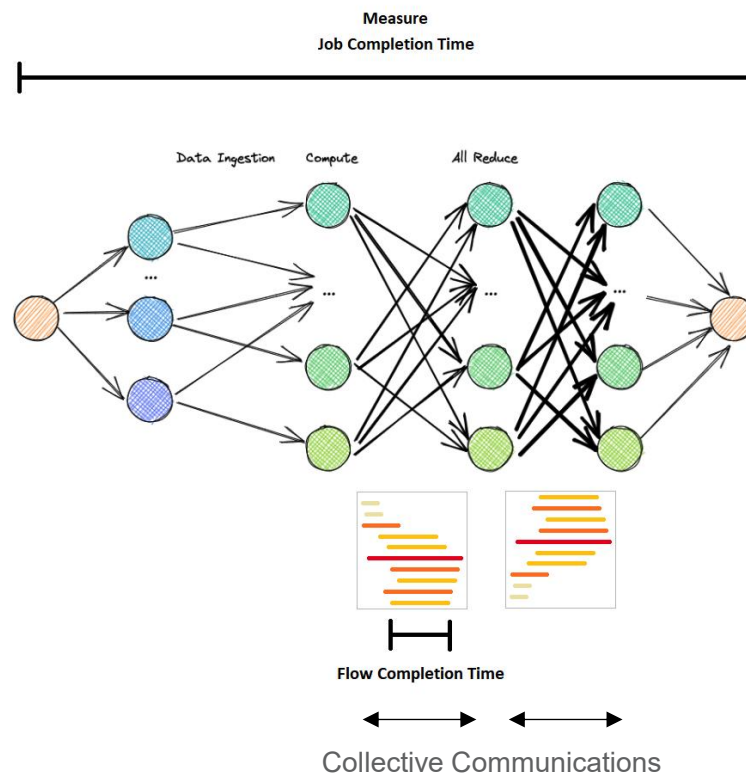 Measure
Job Completion Time
Data Ingestion Compute All Reduce
...
...
...
...
Flow Completion Time
Collective Communications